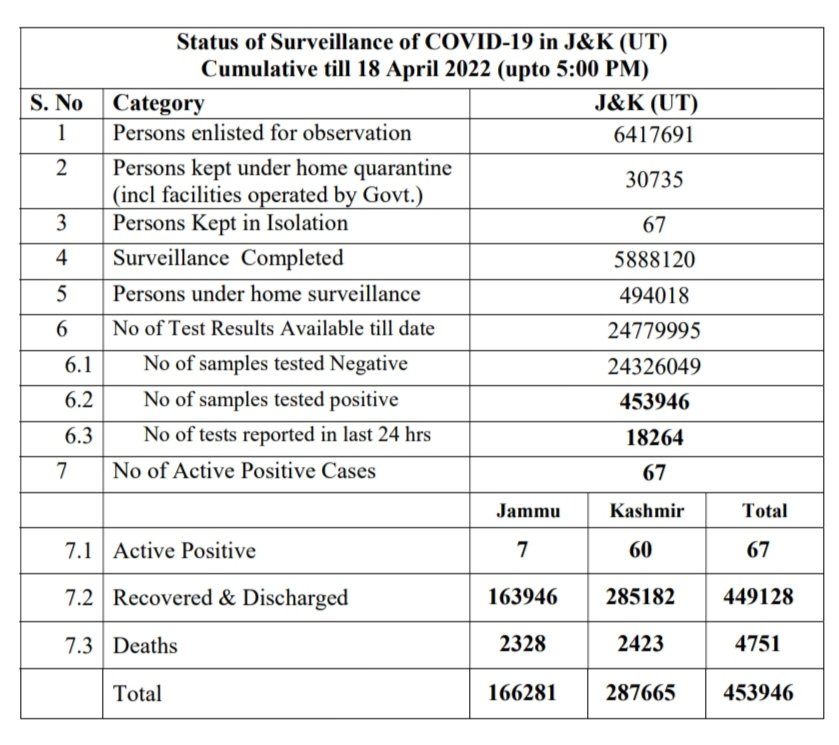 Status of Surveillance of COVID-19 in J&K (UT)
Cumulative till 18 April 2022 (upto 5:00 PM)
S. No Category J&K (UT)
1 Persons enlisted for observation 6417691
2 Persons kept under home quarantine
(incl facilities operated by Govt.) 30735
3 Persons Kept in Isolation 67
4 Surveillance Completed 5888120
5 Persons under home surveillance 494018
6 No of Test Results Available till date 24779995
6.1 No of samples tested Negative 24326049
6.2 No of samples tested positive 453946
6.3 No of tests reported in last 24 hrs 18264
7 No of Active Positive Cases 67
Jammu Kashmir Total
7.1 Active Positive 7 60 67
7.2 Recovered & Discharged 163946 285182 449128
7.3 Deaths 2328 2423 4751
Total 166281 287665 453946